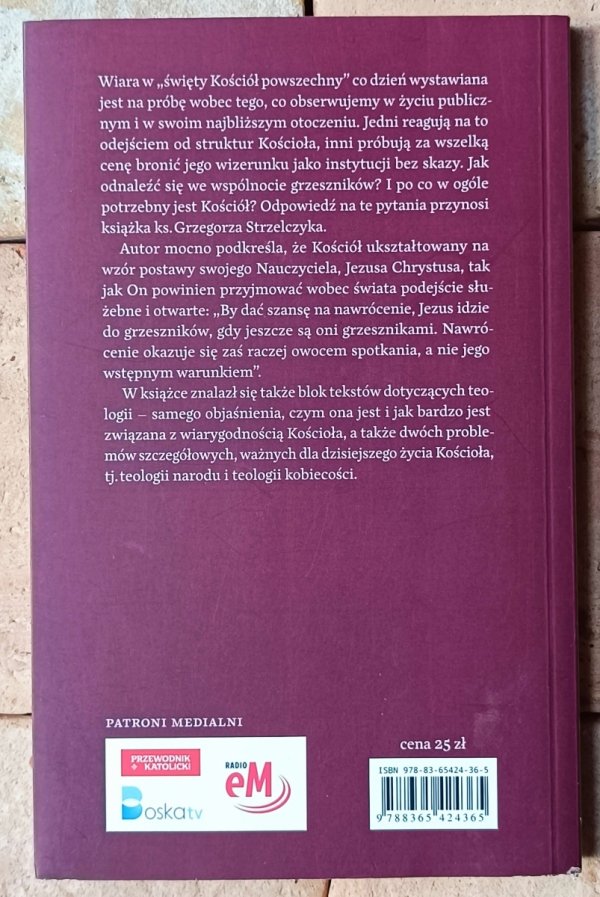 Wiara w „święty Kościół powszechny” co dzień wystawiana
jest na próbę wobec tego, co obserwujemy w życiu publicz-
nym i w swoim najbliższym otoczeniu. Jedni reagują na to
odejściem od struktur Kościoła, inni próbują za wszelką
cenę bronić jego wizerunku jako instytucji bez skazy. Jak
odnaleźć się we wspólnocie grzeszników? I po co w ogóle
potrzebny jest Kościół? Odpowiedź na te pytania przynosi
książka ks. Grzegorza Strzelczyka.
Autor mocno podkreśla, że Kościół ukształtowany na
wzór postawy swojego Nauczyciela, Jezusa Chrystusa, tak
jak On powinien przyjmować wobec świata podejście słu-
żebne i otwarte: „By dać szansę na nawrócenie, Jezus idzie
do grzeszników, gdy jeszcze są oni grzesznikami. Nawró-
cenie okazuje się zaś raczej owocem spotkania, a nie jego
wstępnym warunkiem”.
W książce znalazł się także blok tekstów dotyczących teo-
logii – samego objaśnienia, czym ona jest i jak bardzo jest
związana z wiarygodnością Kościoła, a także dwóch proble-
mów szczegółowych, ważnych dla dzisiejszego życia Kościoła,
tj. teologii narodu i teologii kobiecości.
PATRONI MEDIALNI
PRZEWODNIK
KATOLICKI
Boska tv
RADIO
eM
cena 25 zł
ISBN 978-83-65424-36-5
9 788365 424365